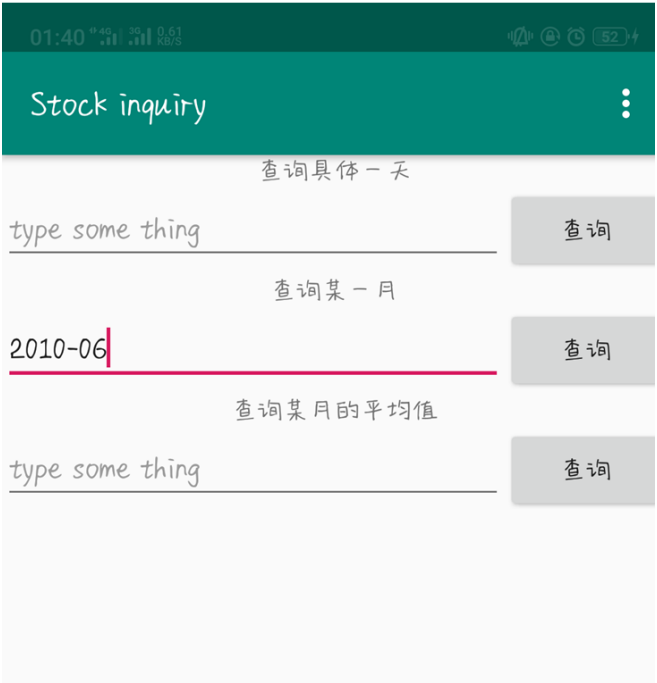 01:40 4G 3G 0.61 KB/S 52
Stock inquiry
查询具体一天
type some thing
查询
查询某一月
2010-06
查询
查询某月的平均值
type some thing
查询